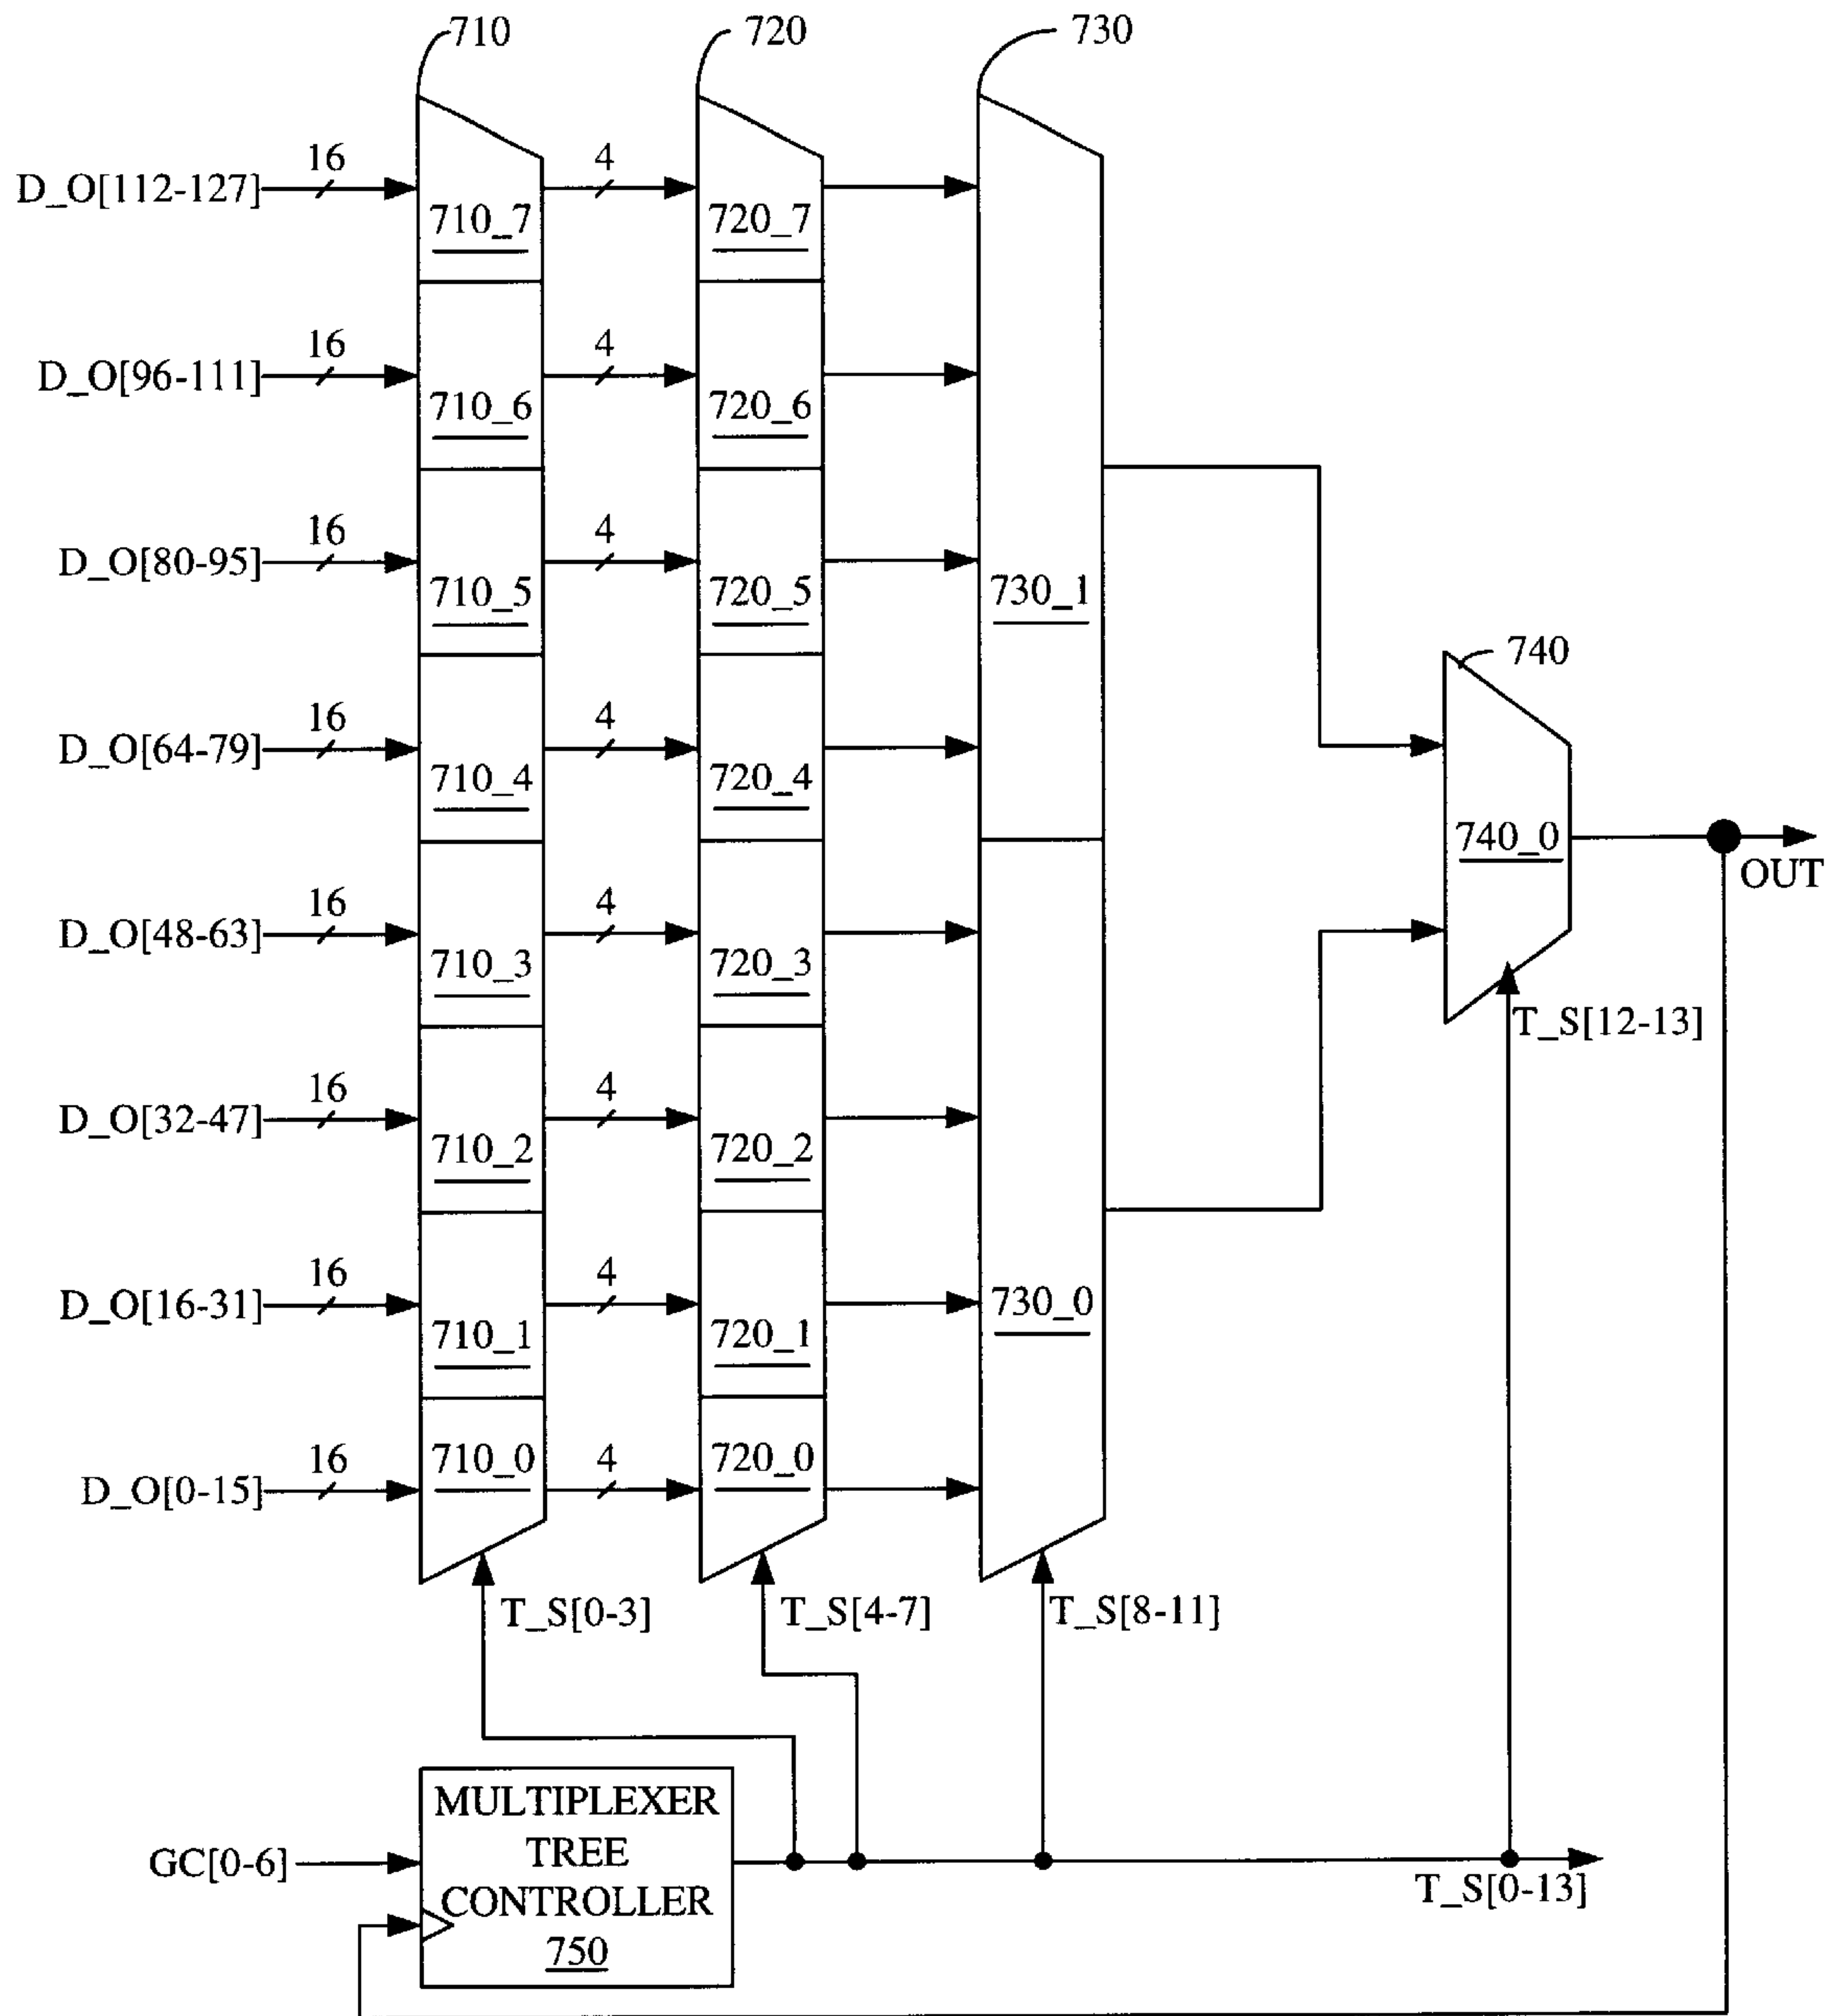 710 720 730
D_O[112-127] 16 4
710_7 720_7
D_O[96-111] 16 4
710_6 720_6
D_O[80-95] 16 4
710_5 720_5 730_1
740
D_O[64-79] 16 4
710_4 720_4
740_0
OUT
D_O[48-63] 16 4
710_3 720_3
T_S[12-13]
D_O[32-47] 16 4
710_2 720_2
D_O[16-31] 16 4
730_0
710_1 720_1
D_O[0-15] 16 710_0 4 720_0
T_S[0-3] T_S[4-7] T_S[8-11]
MULTIPLEXER
TREE
CONTROLLER
750
GC[0-6]
T_S[0-13]